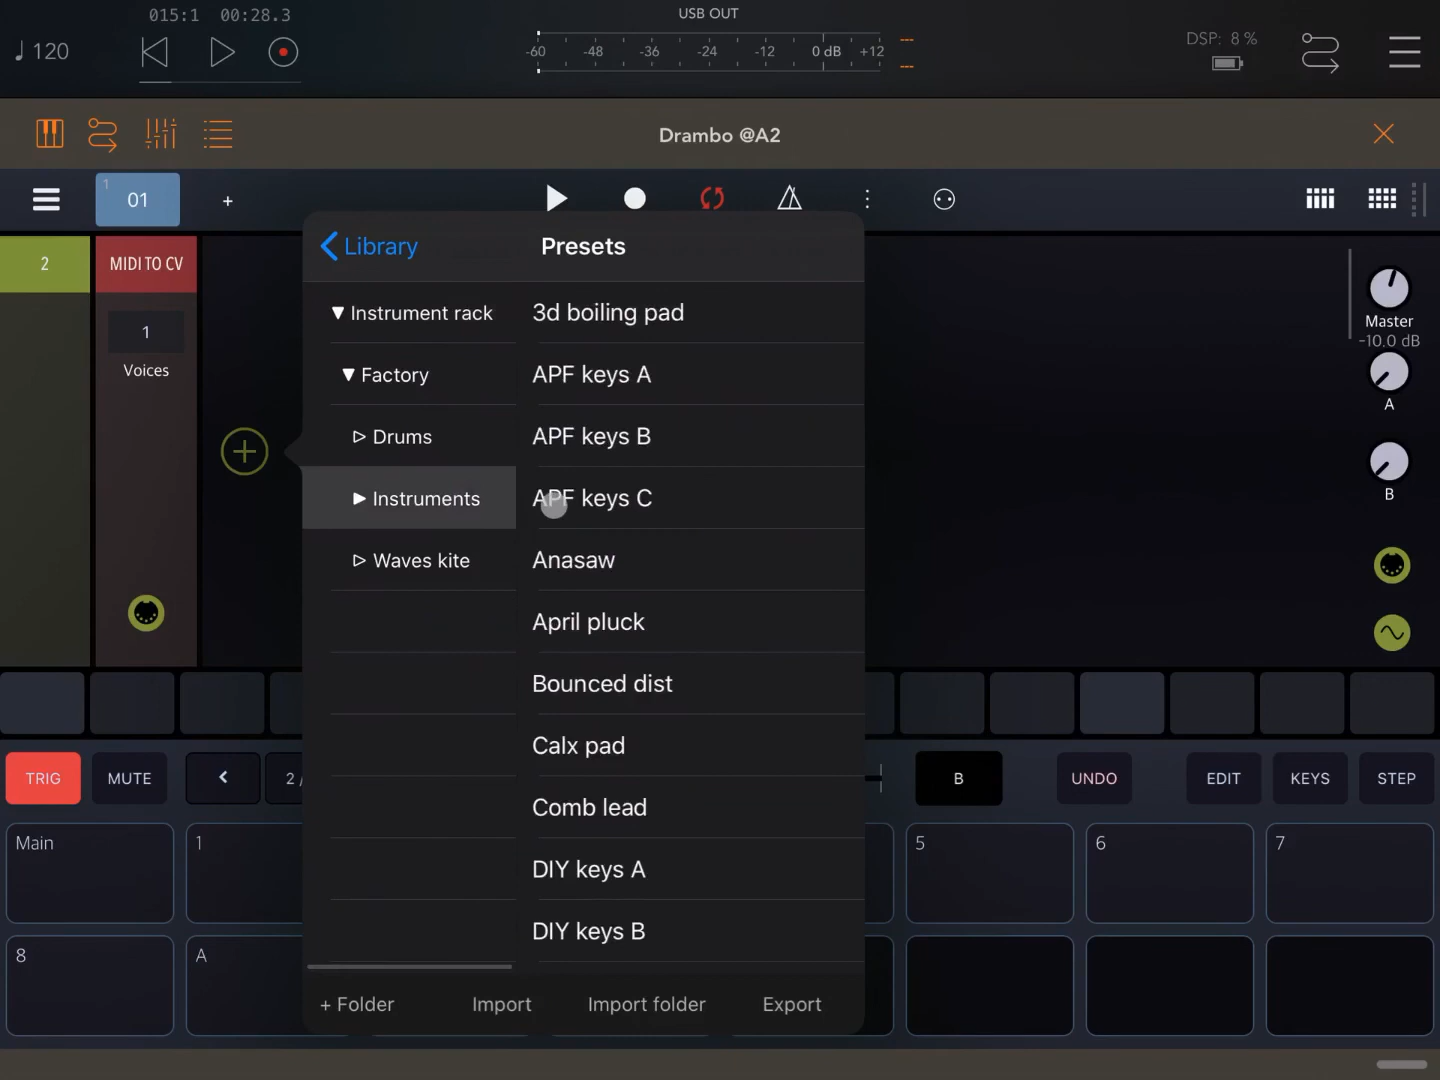 015:1 00:28.3
USB OUT
♩120
-60 -48 -36 -24 -12 0 dB +12
---
---
DSP: 8 %
Drambo @A2
1
01
+
2
MIDI TO CV
1
Voices
Library
Presets
▼ Instrument rack
▼ Factory
▷ Drums
▶ Instruments
▷ Waves kite
3d boiling pad
APF keys A
APF keys B
APF keys C
Anasaw
April pluck
Bounced dist
Calx pad
Comb lead
DIY keys A
DIY keys B
+ Folder
Import
Import folder
Export
Master
-10.0 dB
A
B
TRIG
MUTE
<
2 /
B
UNDO
EDIT
KEYS
STEP
Main
1
5
6
7
8
A